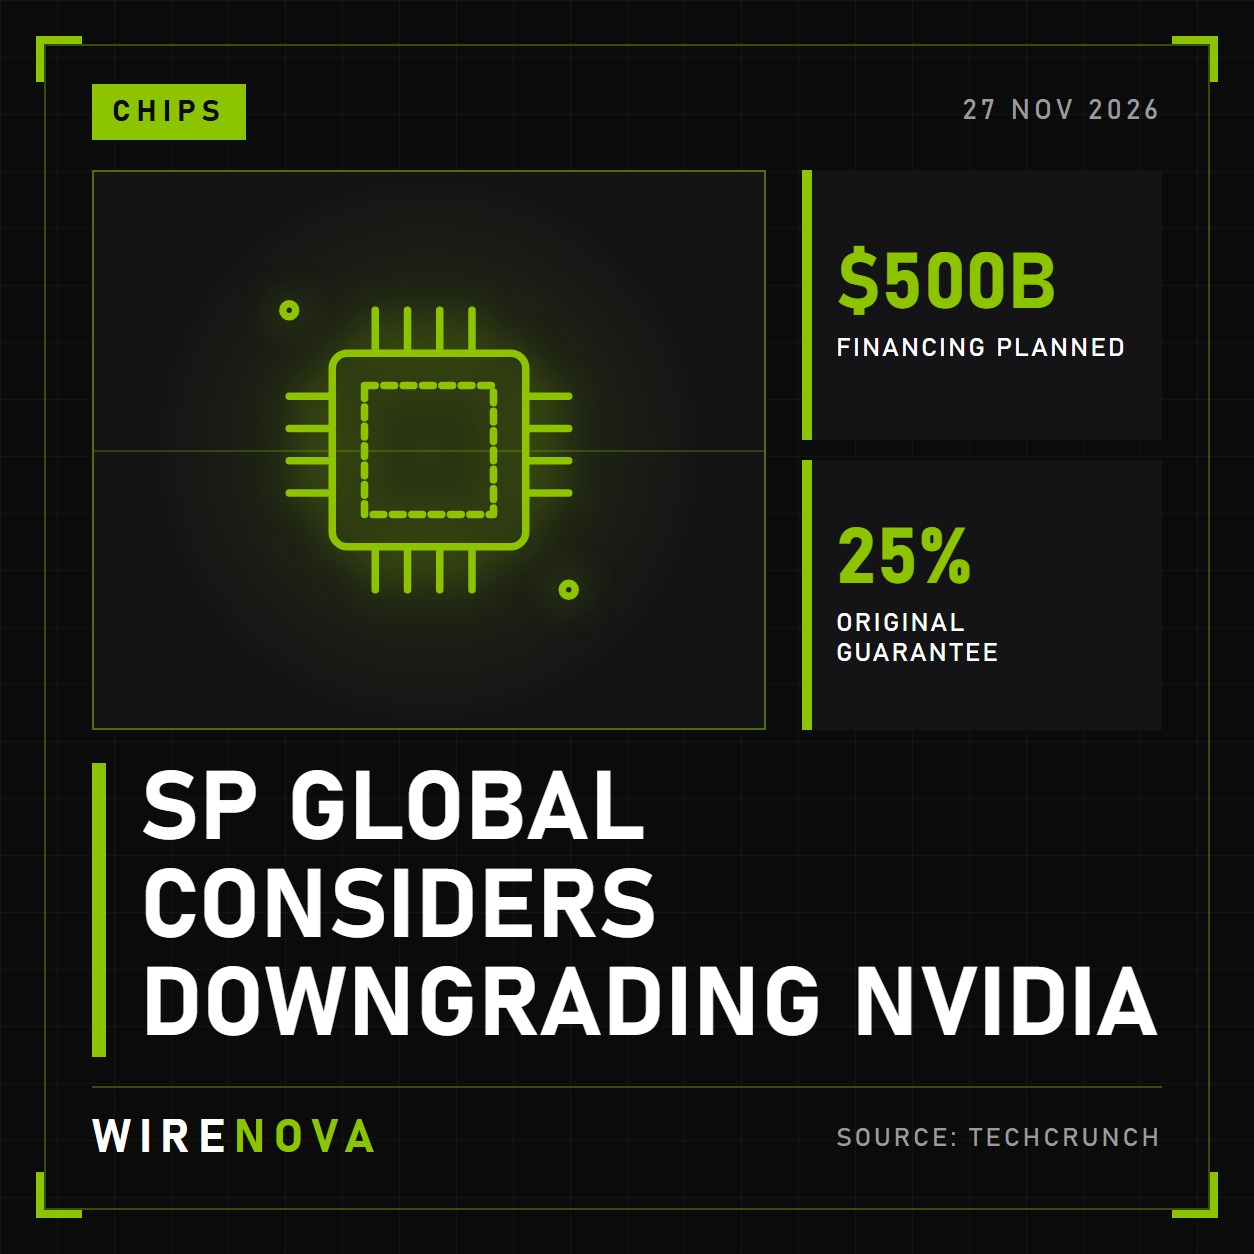 CHIPS
27 NOV 2026
$500B
FINANCING PLANNED
25%
ORIGINAL
GUARANTEE
SP GLOBAL
CONSIDERS
DOWNGRADING NVIDIA
WIRENOVA
SOURCE: TECHCRUNCH